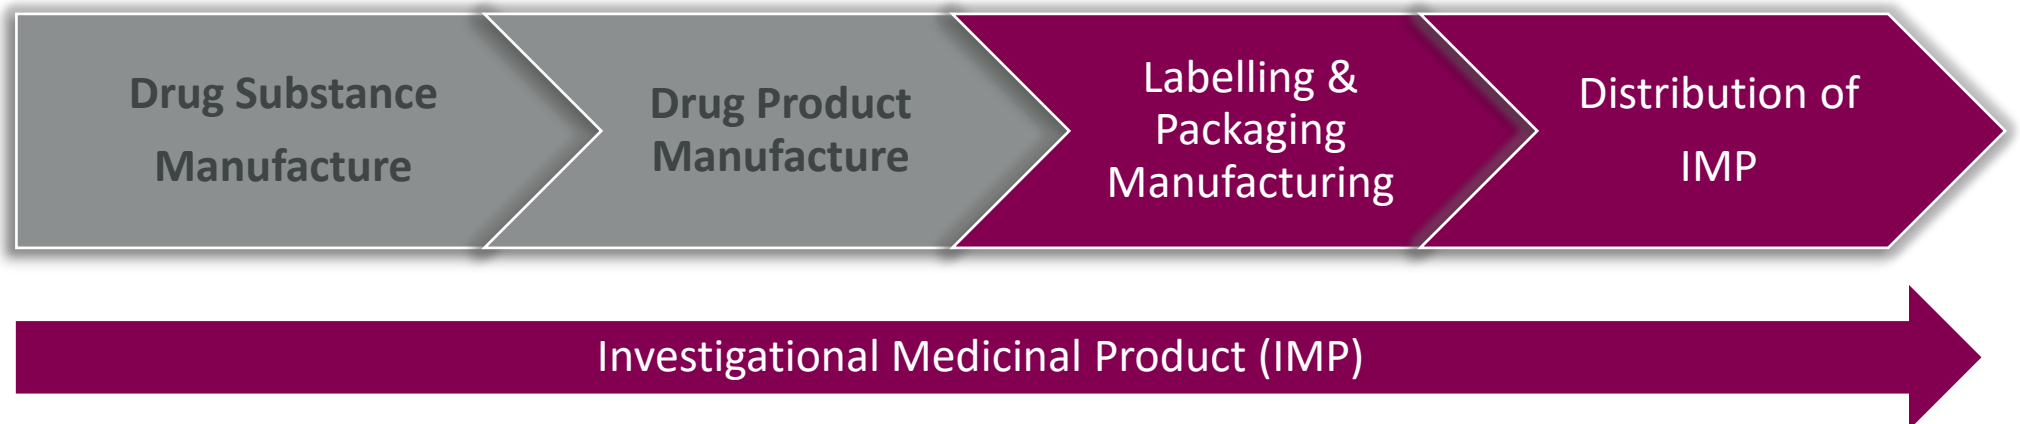 Drug Substance
Manufacture
Drug Product
Manufacture
Labelling &
Packaging
Manufacturing
Distribution of
IMP
Investigational Medicinal Product (IMP)